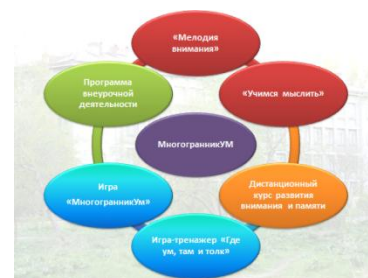 «Мелодия
внимания»
Программа
внеурочной
деятельности
«Учимся мыслить»
МногогранникУМ
Игра
«МногогранникУм»
Дистанционный
курс развития
внимания и памяти
Игра-тренажер «Где
ум, там и толк»